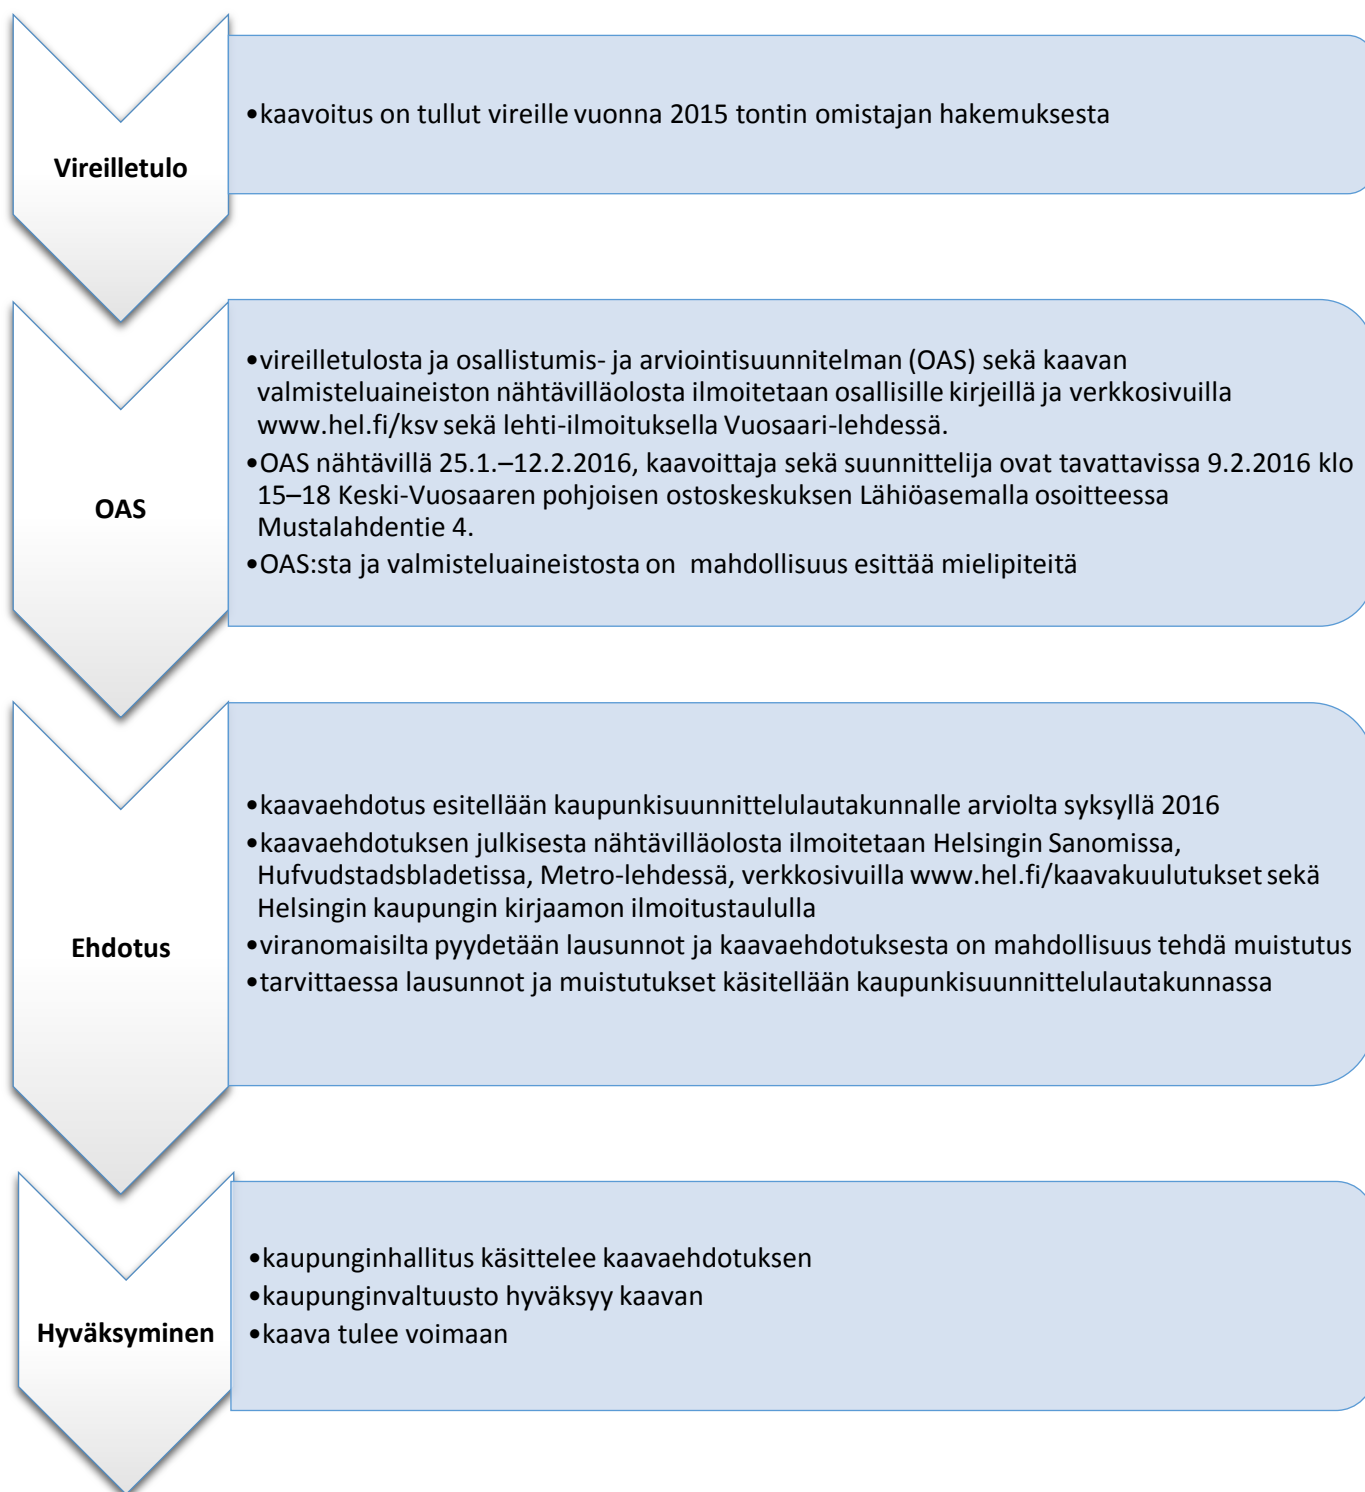 Vireilletulo
•kaavoitus on tullut vireille vuonna 2015 tontin omistajan hakemuksesta
OAS
•vireilletulosta ja osallistumis- ja arviointisuunnitelman (OAS) sekä kaavan
valmisteluaineiston nähtävilläolosta ilmoitetaan osallisille kirjeillä ja verkkosivuilla
www.hel.fi/ksv sekä lehti-ilmoituksella Vuosaari-lehdessä.
•OAS nähtävillä 25.1.–12.2.2016, kaavoittaja sekä suunnittelija ovat tavattavissa 9.2.2016 klo
15–18 Keski-Vuosaaren pohjoisen ostoskeskuksen Lähiöasemalla osoitteessa
Mustalahdentie 4.
•OAS:sta ja valmisteluaineistosta on mahdollisuus esittää mielipiteitä
Ehdotus
•kaavaehdotus esitellään kaupunkisuunnittelulautakunnalle arviolta syksyllä 2016
•kaavaehdotuksen julkisesta nähtävilläolosta ilmoitetaan Helsingin Sanomissa,
Hufvudstadsbladetissa, Metro-lehdessä, verkkosivuilla www.hel.fi/kaavakuulutukset sekä
Helsingin kaupungin kirjaamon ilmoitustaululla
•viranomaisilta pyydetään lausunnot ja kaavaehdotuksesta on mahdollisuus tehdä muistutus
•tarvittaessa lausunnot ja muistutukset käsitellään kaupunkisuunnittelulautakunnassa
Hyväksyminen
•kaupunginhallitus käsittelee kaavaehdotuksen
•kaupunginvaltuusto hyväksyy kaavan
•kaava tulee voimaan